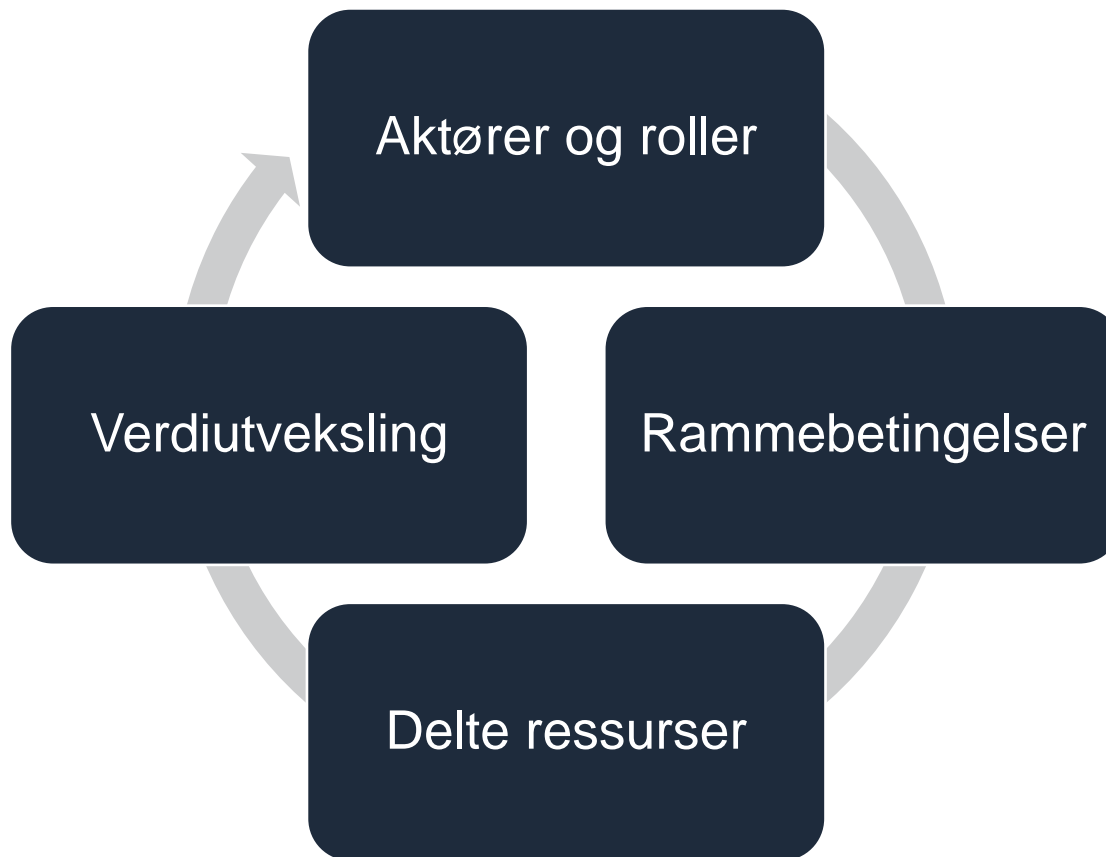 Aktører og roller
Verdiutveksling
Rammebetingelser
Delte ressurser